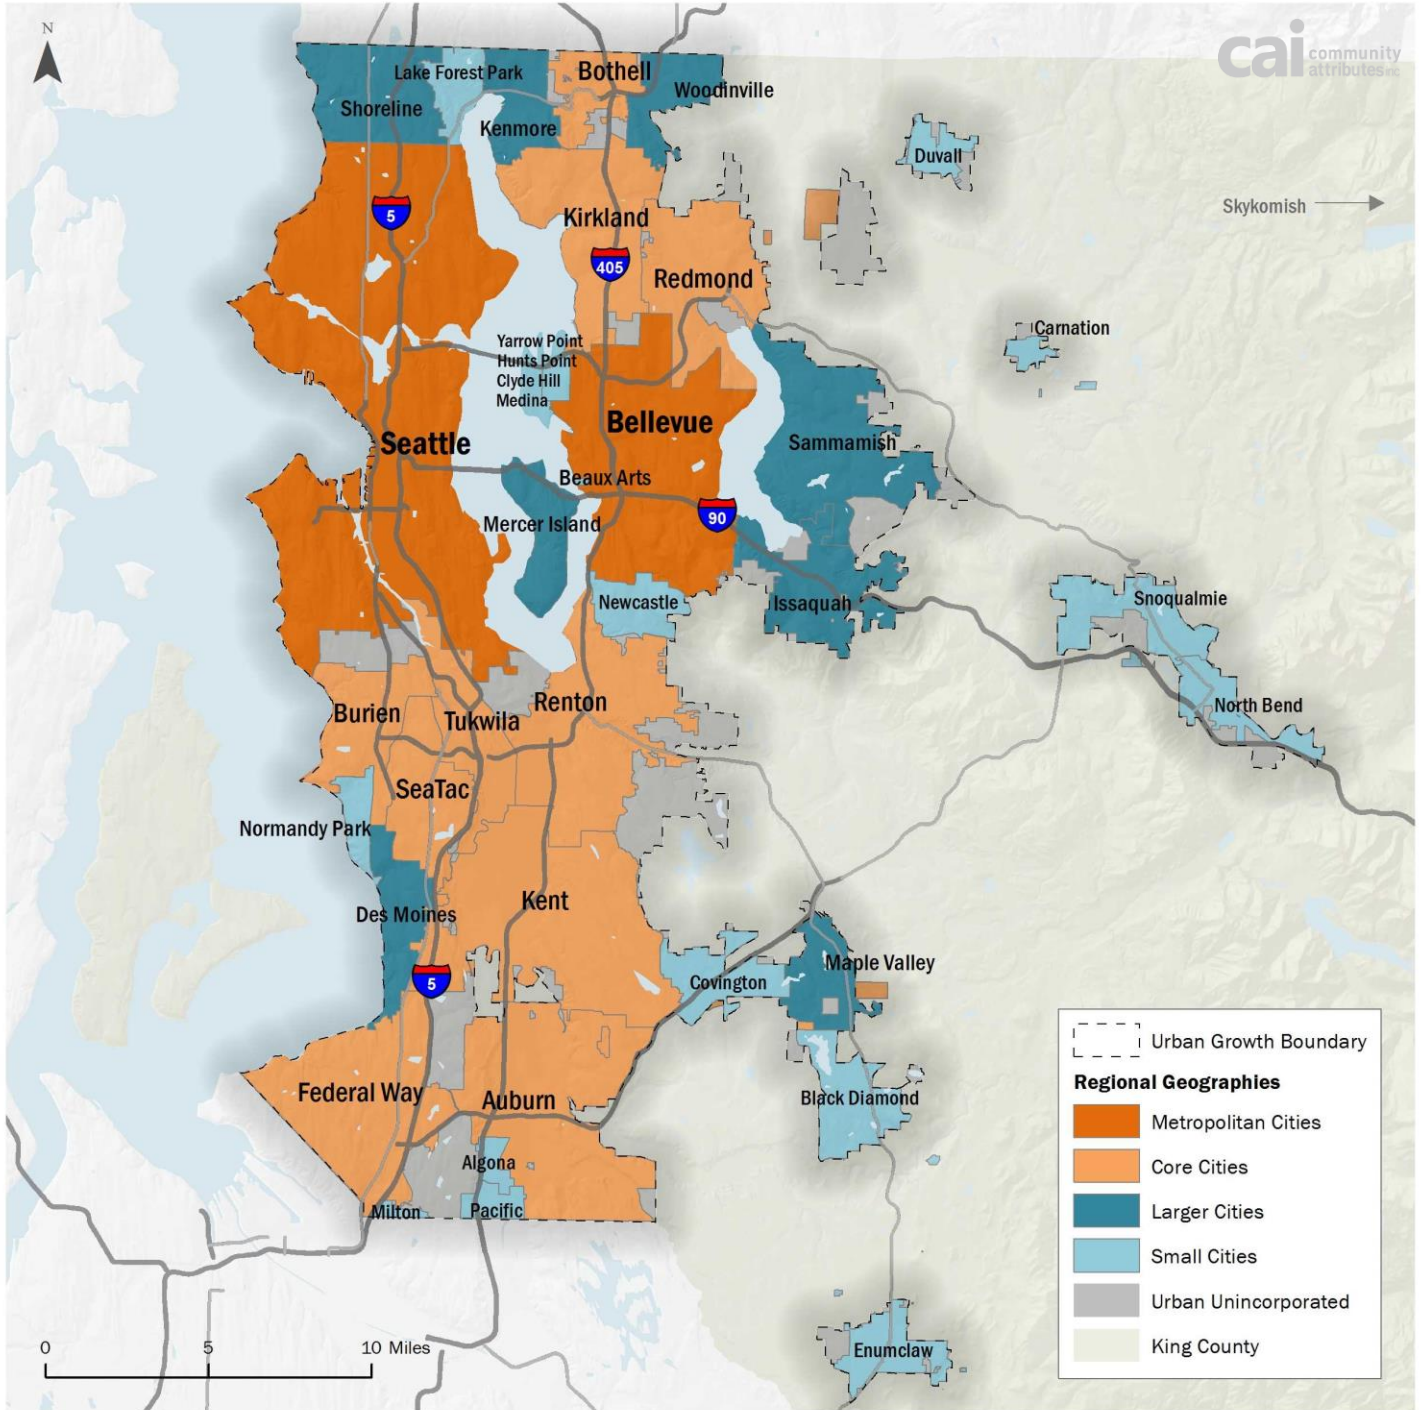 N
cai community
attributes inc
Lake Forest Park
Bothell
Woodinville
Shoreline
Kenmore
Duvall
5
Kirkland
Skykomish
405
Redmond
Carnation
Yarrow Point
Hunts Point
Clyde Hill
Medina
Bellevue
Seattle
Sammamish
Beaux Arts
Mercer Island
90
Newcastle
Issaquah
Snoqualmie
Renton
North Bend
Burien
Tukwila
SeaTac
Normandy Park
Kent
Des Moines
Maple Valley
Covington
5
Federal Way
Auburn
Black Diamond
Algona
Milton
Pacific
Enumclaw
Urban Growth Boundary
Regional Geographies
Metropolitan Cities
Core Cities
Larger Cities
Small Cities
Urban Unincorporated
King County
0 5 10 Miles